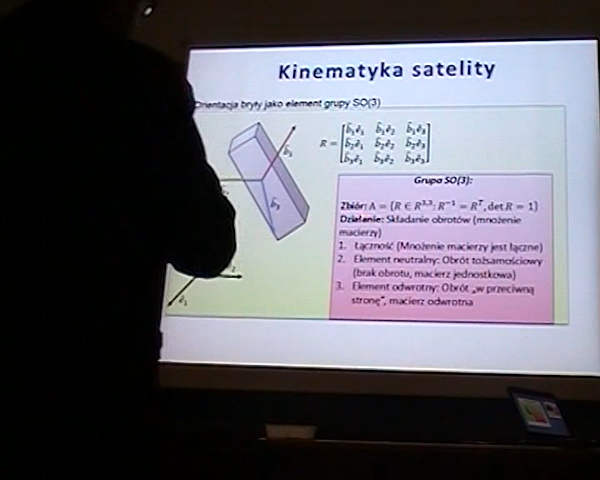 Kinematyka satelity
Orientacja bryły jako element grupy SO(3)
R = [b̂₁ê₁ b̂₁ê₂ b̂₁ê₃
b̂₂ê₁ b̂₂ê₂ b̂₂ê₃
b̂₃ê₁ b̂₃ê₂ b̂₃ê₃]
b̂₃
Grupa SO(3):
Zbiór: A = {R ∈ R³,³: R⁻¹ = Rᵀ, det R = 1}
Działanie: Składanie obrotów (mnożenie
macierzy)
1. Łączność (Mnożenie macierzy jest łączne)
2. Element neutralny: Obrót tożsamościowy
(brak obrotu, macierz jednostkowa)
3. Element odwrotny: Obrót „w przeciwną
stronę", macierz odwrotna
ê₁